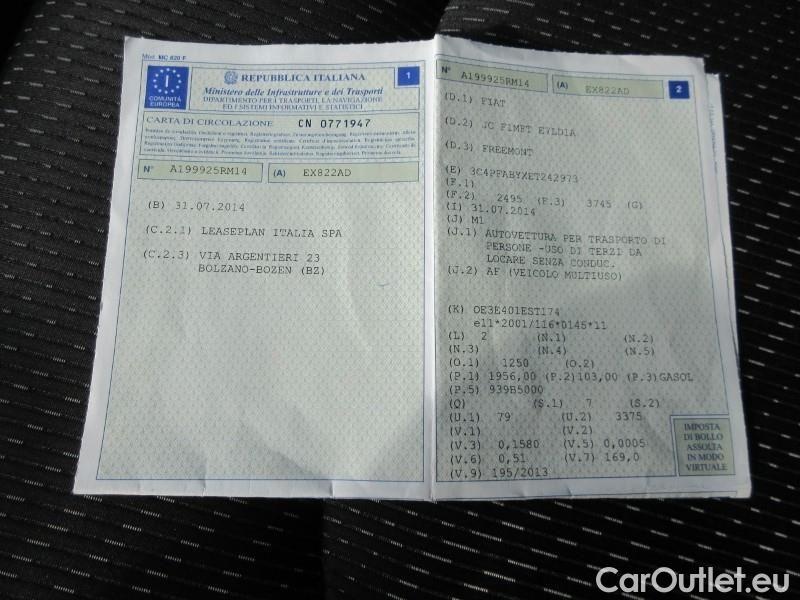 Mod. MC 820 F
1
I
COMUNITÀ
EUROPEA
REPUBBLICA ITALIANA
Ministero delle Infrastrutture e dei Trasporti
DIPARTIMENTO PER I TRASPORTI, LA NAVIGAZIONE
ED I SISTEMI INFORMATIVI E STATISTICI
CARTA DI CIRCOLAZIONE CN 0771947
N° A199925RM14 (A) EX822AD
(B) 31.07.2014
(C.2.1) LEASEPLAN ITALIA SPA
(C.2.3) VIA ARGENTIERI 23
BOLZANO-BOZEN (BZ)
N° A199925RM14 (A) EX822AD 2
(D.1) FIAT
(D.2) JC F1MFT EYLD1A
(D.3) FREEMONT
(E) 3C4PFABYXET242973
(F.1)
(F.2) 2495 (F.3) 3745 (G)
(I) 31.07.2014
(J) M1
(J.1) AUTOVETTURA PER TRASPORTO DI
PERSONE -USO DI TERZI DA
LOCARE SENZA CONDUC.
(J.2) AF (VEICOLO MULTIUSO)
(K) OE3E401EST174
e11*2001/116*0145*11
(L) 2 (N.1) (N.2)
(N.3) (N.4) (N.5)
(O.1) 1250 (O.2)
(P.1) 1956,00 (P.2)103,00 (P.3)GASOL
(P.5) 939B5000
(Q) (S.1) 7 (S.2)
(U.1) 79 (U.2) 3375
(V.1) (V.2)
(V.3) 0,1580 (V.5) 0,0005
(V.6) 0,51 (V.7) 169,0
(V.9) 195/2013
IMPOSTA
DI BOLLO
ASSOLTA
IN MODO
VIRTUALE
CarOutlet.eu